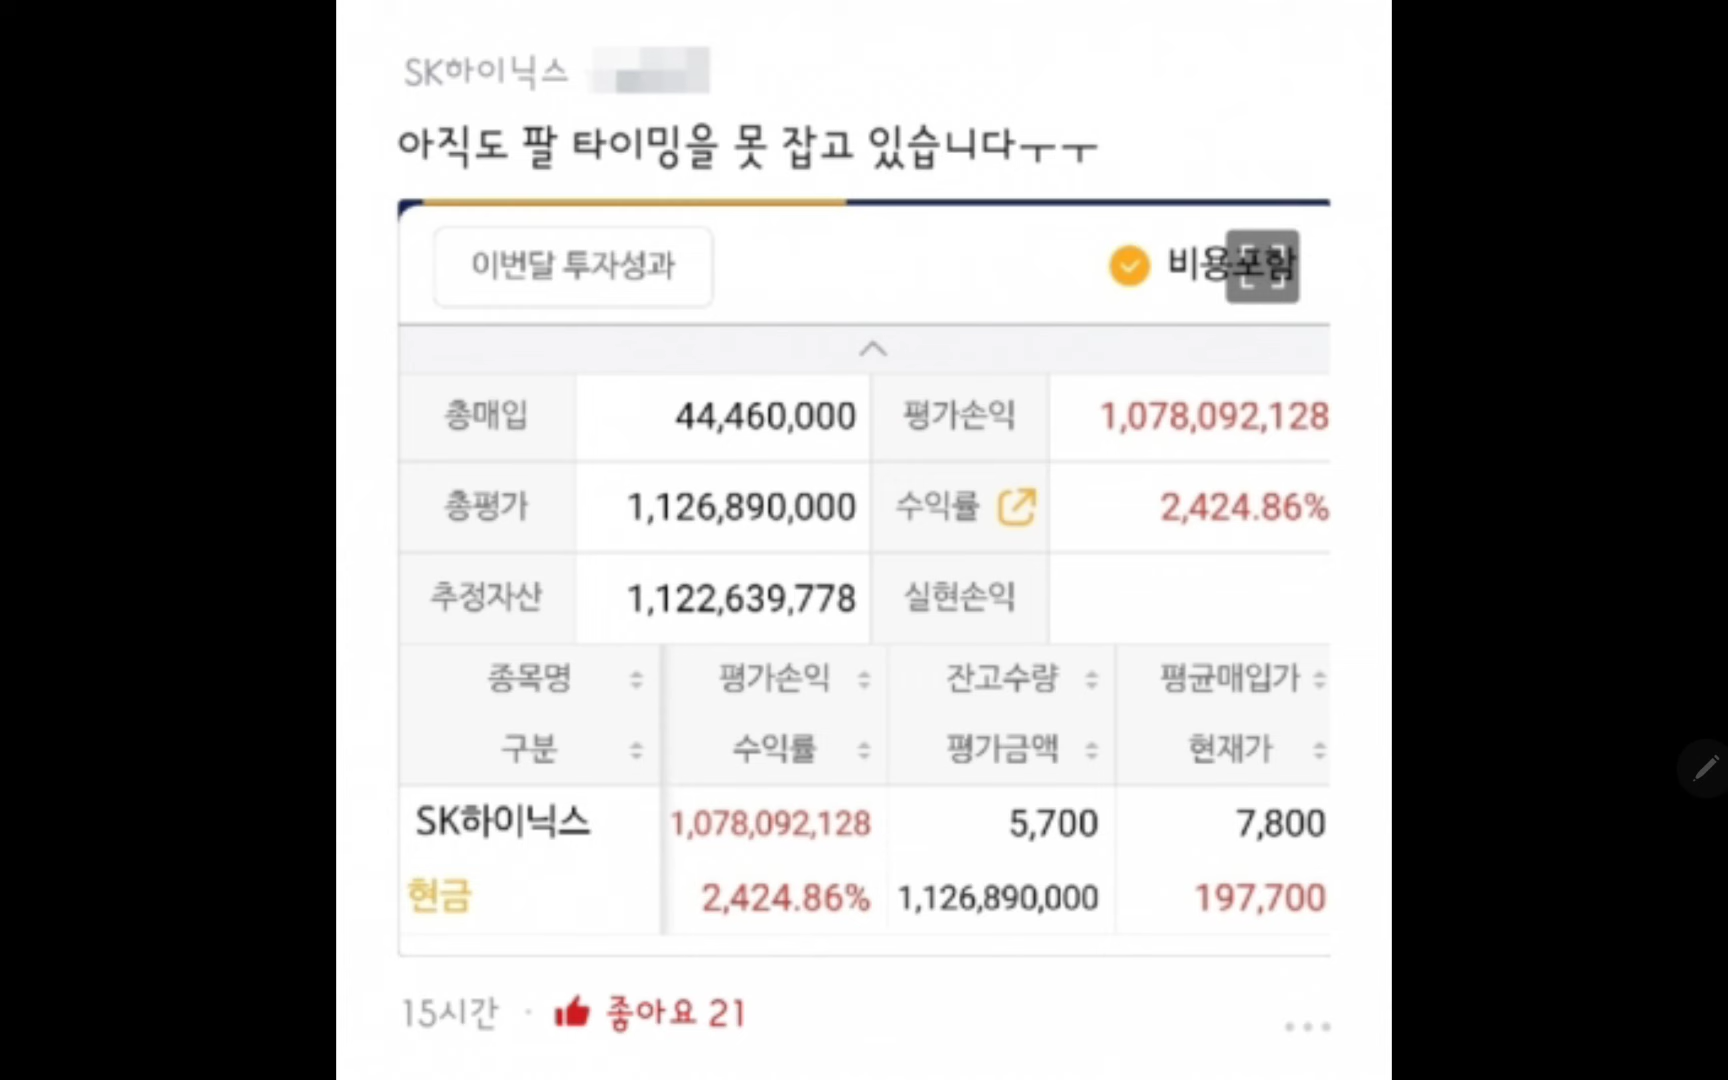 SK하이닉스
아직도 팔 타이밍을 못 잡고 있습니다ㅜㅜ
이번달 투자성과 비용포함
총매입 44,460,000 평가손익 1,078,092,128
총평가 1,126,890,000 수익률 2,424.86%
추정자산 1,122,639,778 실현손익
종목명 평가손익 잔고수량 평균매입가
구분 수익률 평가금액 현재가
SK하이닉스 1,078,092,128 5,700 7,800
현금 2,424.86% 1,126,890,000 197,700
15시간 · 좋아요 21